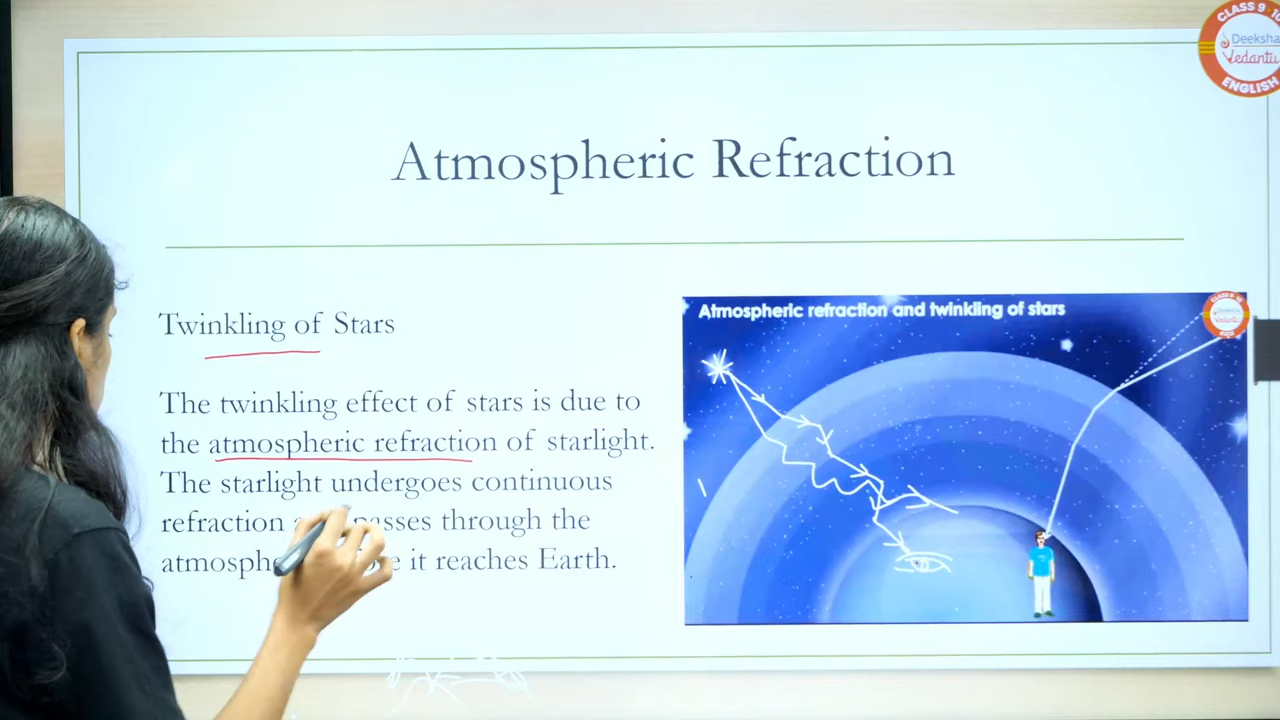 CLASS 9-10
Deeksha
Vedantu
ENGLISH
Atmospheric Refraction
Twinkling of Stars
The twinkling effect of stars is due to
the atmospheric refraction of starlight.
The starlight undergoes continuous
refraction passes through the
atmosph it reaches Earth.
Atmospheric refraction and twinkling of stars